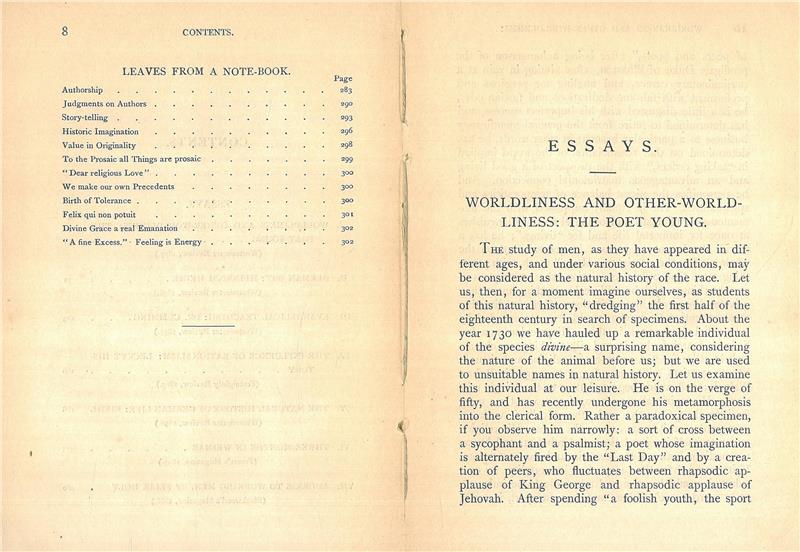 8 CONTENTS.
LEAVES FROM A NOTE-BOOK.
Page
Authorship . . . . . . . . . . . . 283
Judgments on Authors . . . . . . . . . . 290
Story-telling . . . . . . . . . . . 293
Historic Imagination . . . . . . . . . . 296
Value in Originality . . . . . . . . . . 298
To the Prosaic all Things are prosaic . . . . . . . 299
"Dear religious Love" . . . . . . . . . . 300
We make our own Precedents . . . . . . . . 300
Birth of Tolerance . . . . . . . . . . . 300
Felix qui non potuit . . . . . . . . . . 301
Divine Grace a real Emanation . . . . . . . . 302
"A fine Excess." Feeling is Energy . . . . . . . 302
ESSAYS.
WORLDLINESS AND OTHER-WORLD-
LINESS: THE POET YOUNG.
THE study of men, as they have appeared in dif-
ferent ages, and under various social conditions, may
be considered as the natural history of the race. Let
us, then, for a moment imagine ourselves, as students
of this natural history, "dredging" the first half of the
eighteenth century in search of specimens. About the
year 1730 we have hauled up a remarkable individual
of the species divine—a surprising name, considering
the nature of the animal before us; but we are used
to unsuitable names in natural history. Let us examine
this individual at our leisure. He is on the verge of
fifty, and has recently undergone his metamorphosis
into the clerical form. Rather a paradoxical specimen,
if you observe him narrowly: a sort of cross between
a sycophant and a psalmist; a poet whose imagination
is alternately fired by the "Last Day" and by a crea-
tion of peers, who fluctuates between rhapsodic ap-
plause of King George and rhapsodic applause of
Jehovah. After spending "a foolish youth, the sport